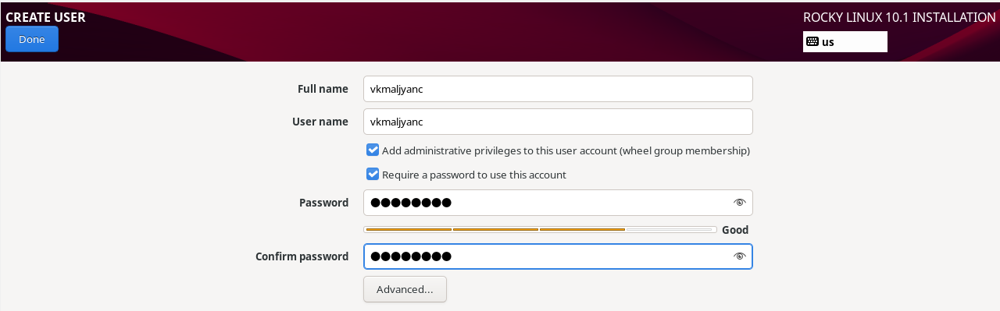 CREATE USER
ROCKY LINUX 10.1 INSTALLATION
Done
us
Full name
vkmaljyanc
User name
vkmaljyanc
Add administrative privileges to this user account (wheel group membership)
Require a password to use this account
Password
●●●●●●●●
Good
Confirm password
●●●●●●●●
Advanced...